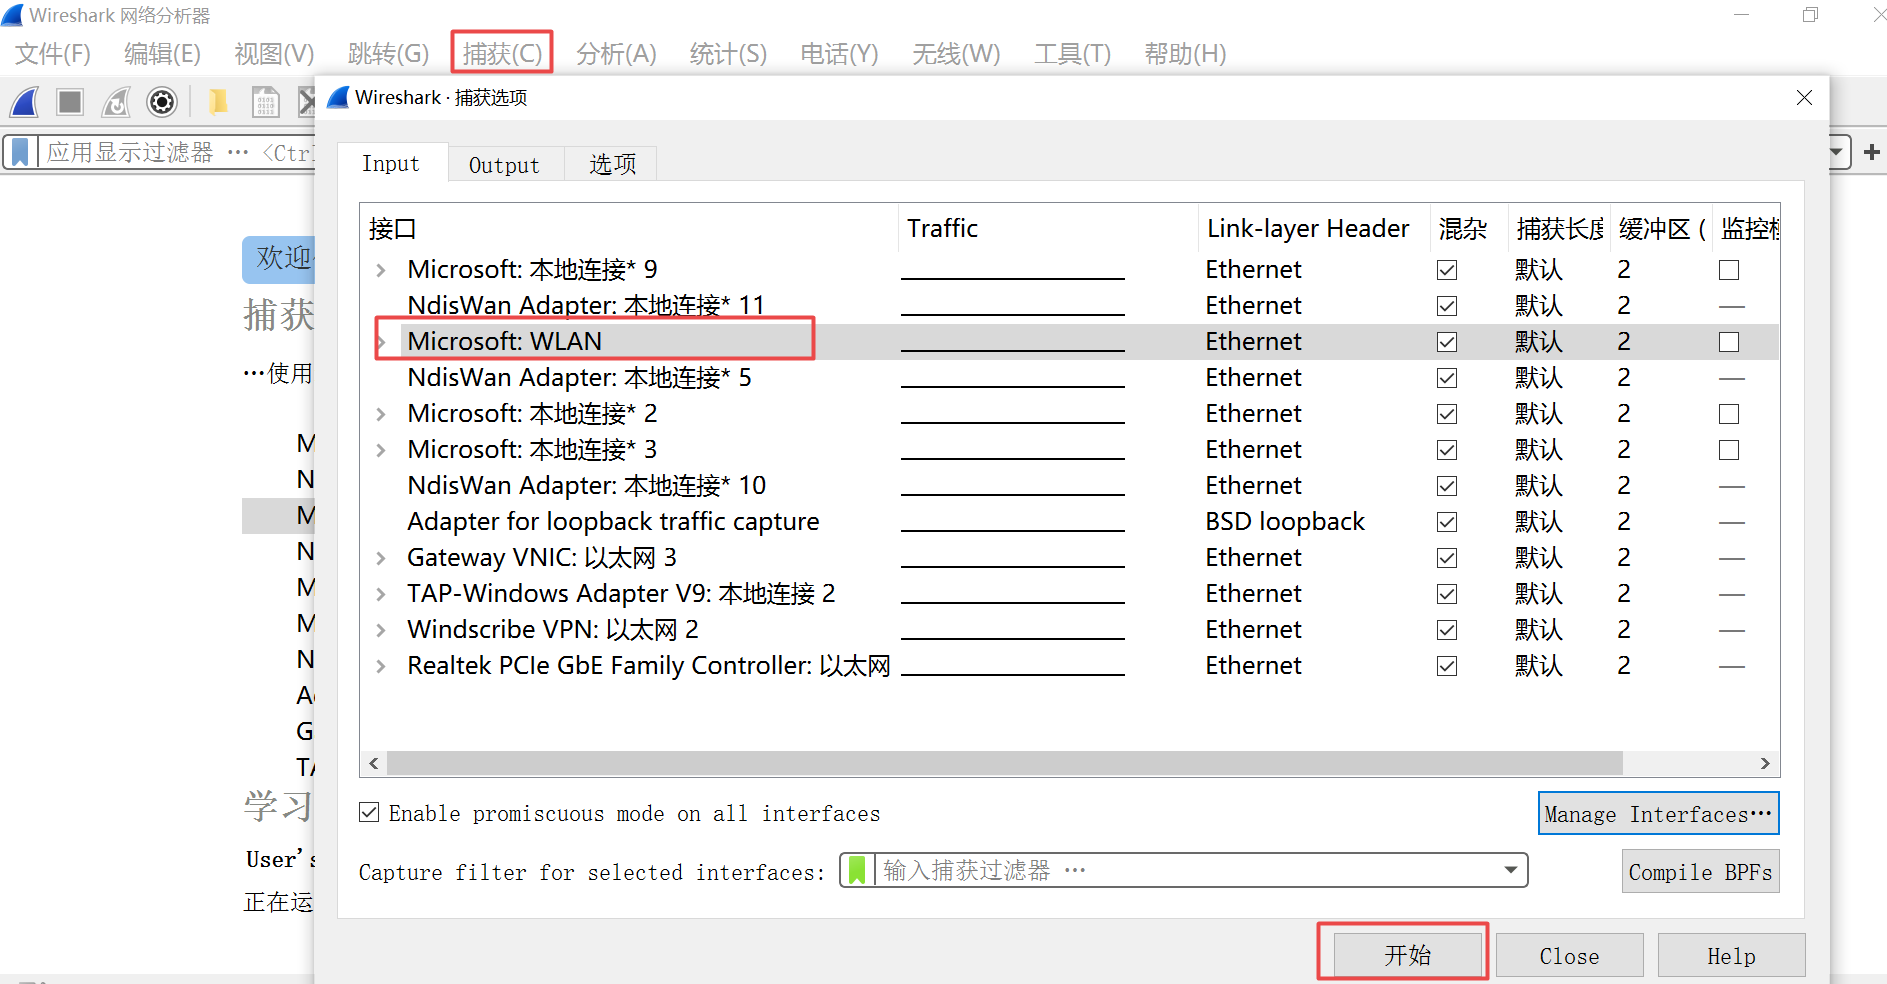 Wireshark 网络分析器
文件(F) 编辑(E) 视图(V) 跳转(G) 捕获(C) 分析(A) 统计(S) 电话(Y) 无线(W) 工具(T) 帮助(H)
Wireshark · 捕获选项
应用显示过滤器 … <Ctrl
Input Output 选项
接口 Traffic Link-layer Header 混杂 捕获长度 缓冲区 ( 监控模
Microsoft: 本地连接* 9 Ethernet 默认 2
NdisWan Adapter: 本地连接* 11 Ethernet 默认 2 —
Microsoft: WLAN Ethernet 默认 2
NdisWan Adapter: 本地连接* 5 Ethernet 默认 2 —
Microsoft: 本地连接* 2 Ethernet 默认 2
Microsoft: 本地连接* 3 Ethernet 默认 2
NdisWan Adapter: 本地连接* 10 Ethernet 默认 2 —
Adapter for loopback traffic capture BSD loopback 默认 2 —
Gateway VNIC: 以太网 3 Ethernet 默认 2 —
TAP-Windows Adapter V9: 本地连接 2 Ethernet 默认 2 —
Windscribe VPN: 以太网 2 Ethernet 默认 2 —
Realtek PCIe GbE Family Controller: 以太网 Ethernet 默认 2 —
Enable promiscuous mode on all interfaces
Manage Interfaces…
Capture filter for selected interfaces: 输入捕获过滤器 …
Compile BPFs
开始 Close Help
欢迎
捕获
…使用
M
N
M
N
M
M
N
A
G
TA
学习
User's
正在运